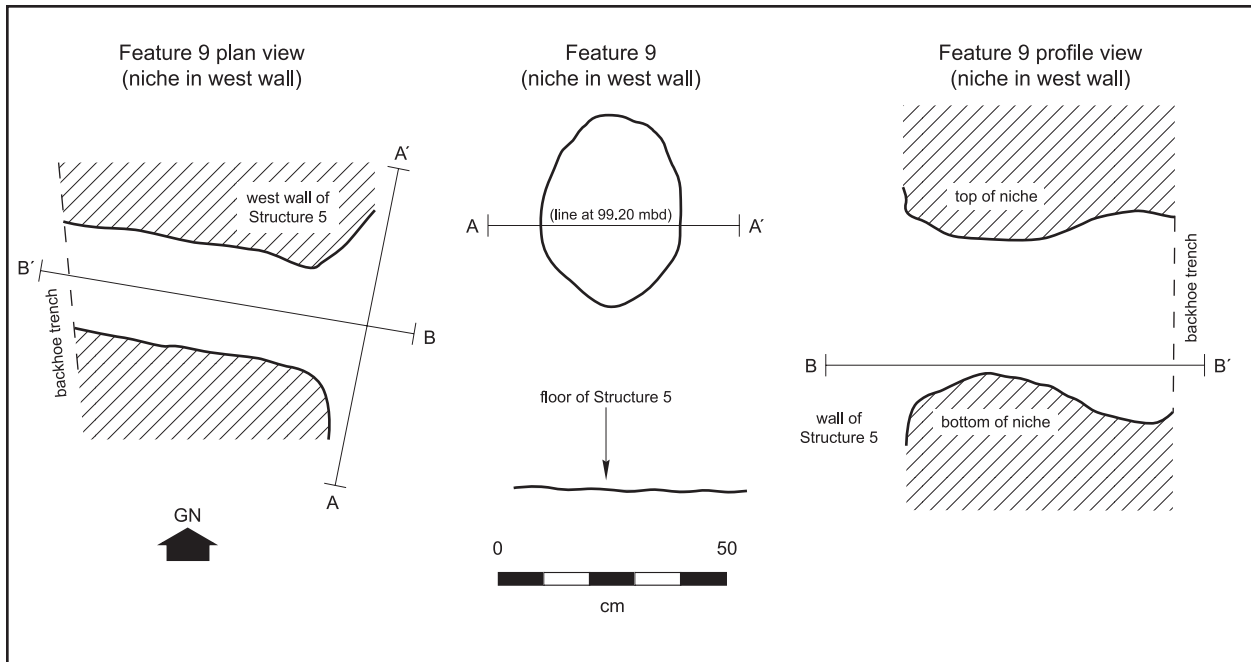 Feature 9 plan view
(niche in west wall)
A´
west wall of
Structure 5
B´
backhoe trench
B
A
GN
Feature 9
(niche in west wall)
A
(line at 99.20 mbd)
A´
floor of Structure 5
0
50
cm
Feature 9 profile view
(niche in west wall)
top of niche
backhoe trench
B
B´
wall of
Structure 5
bottom of niche